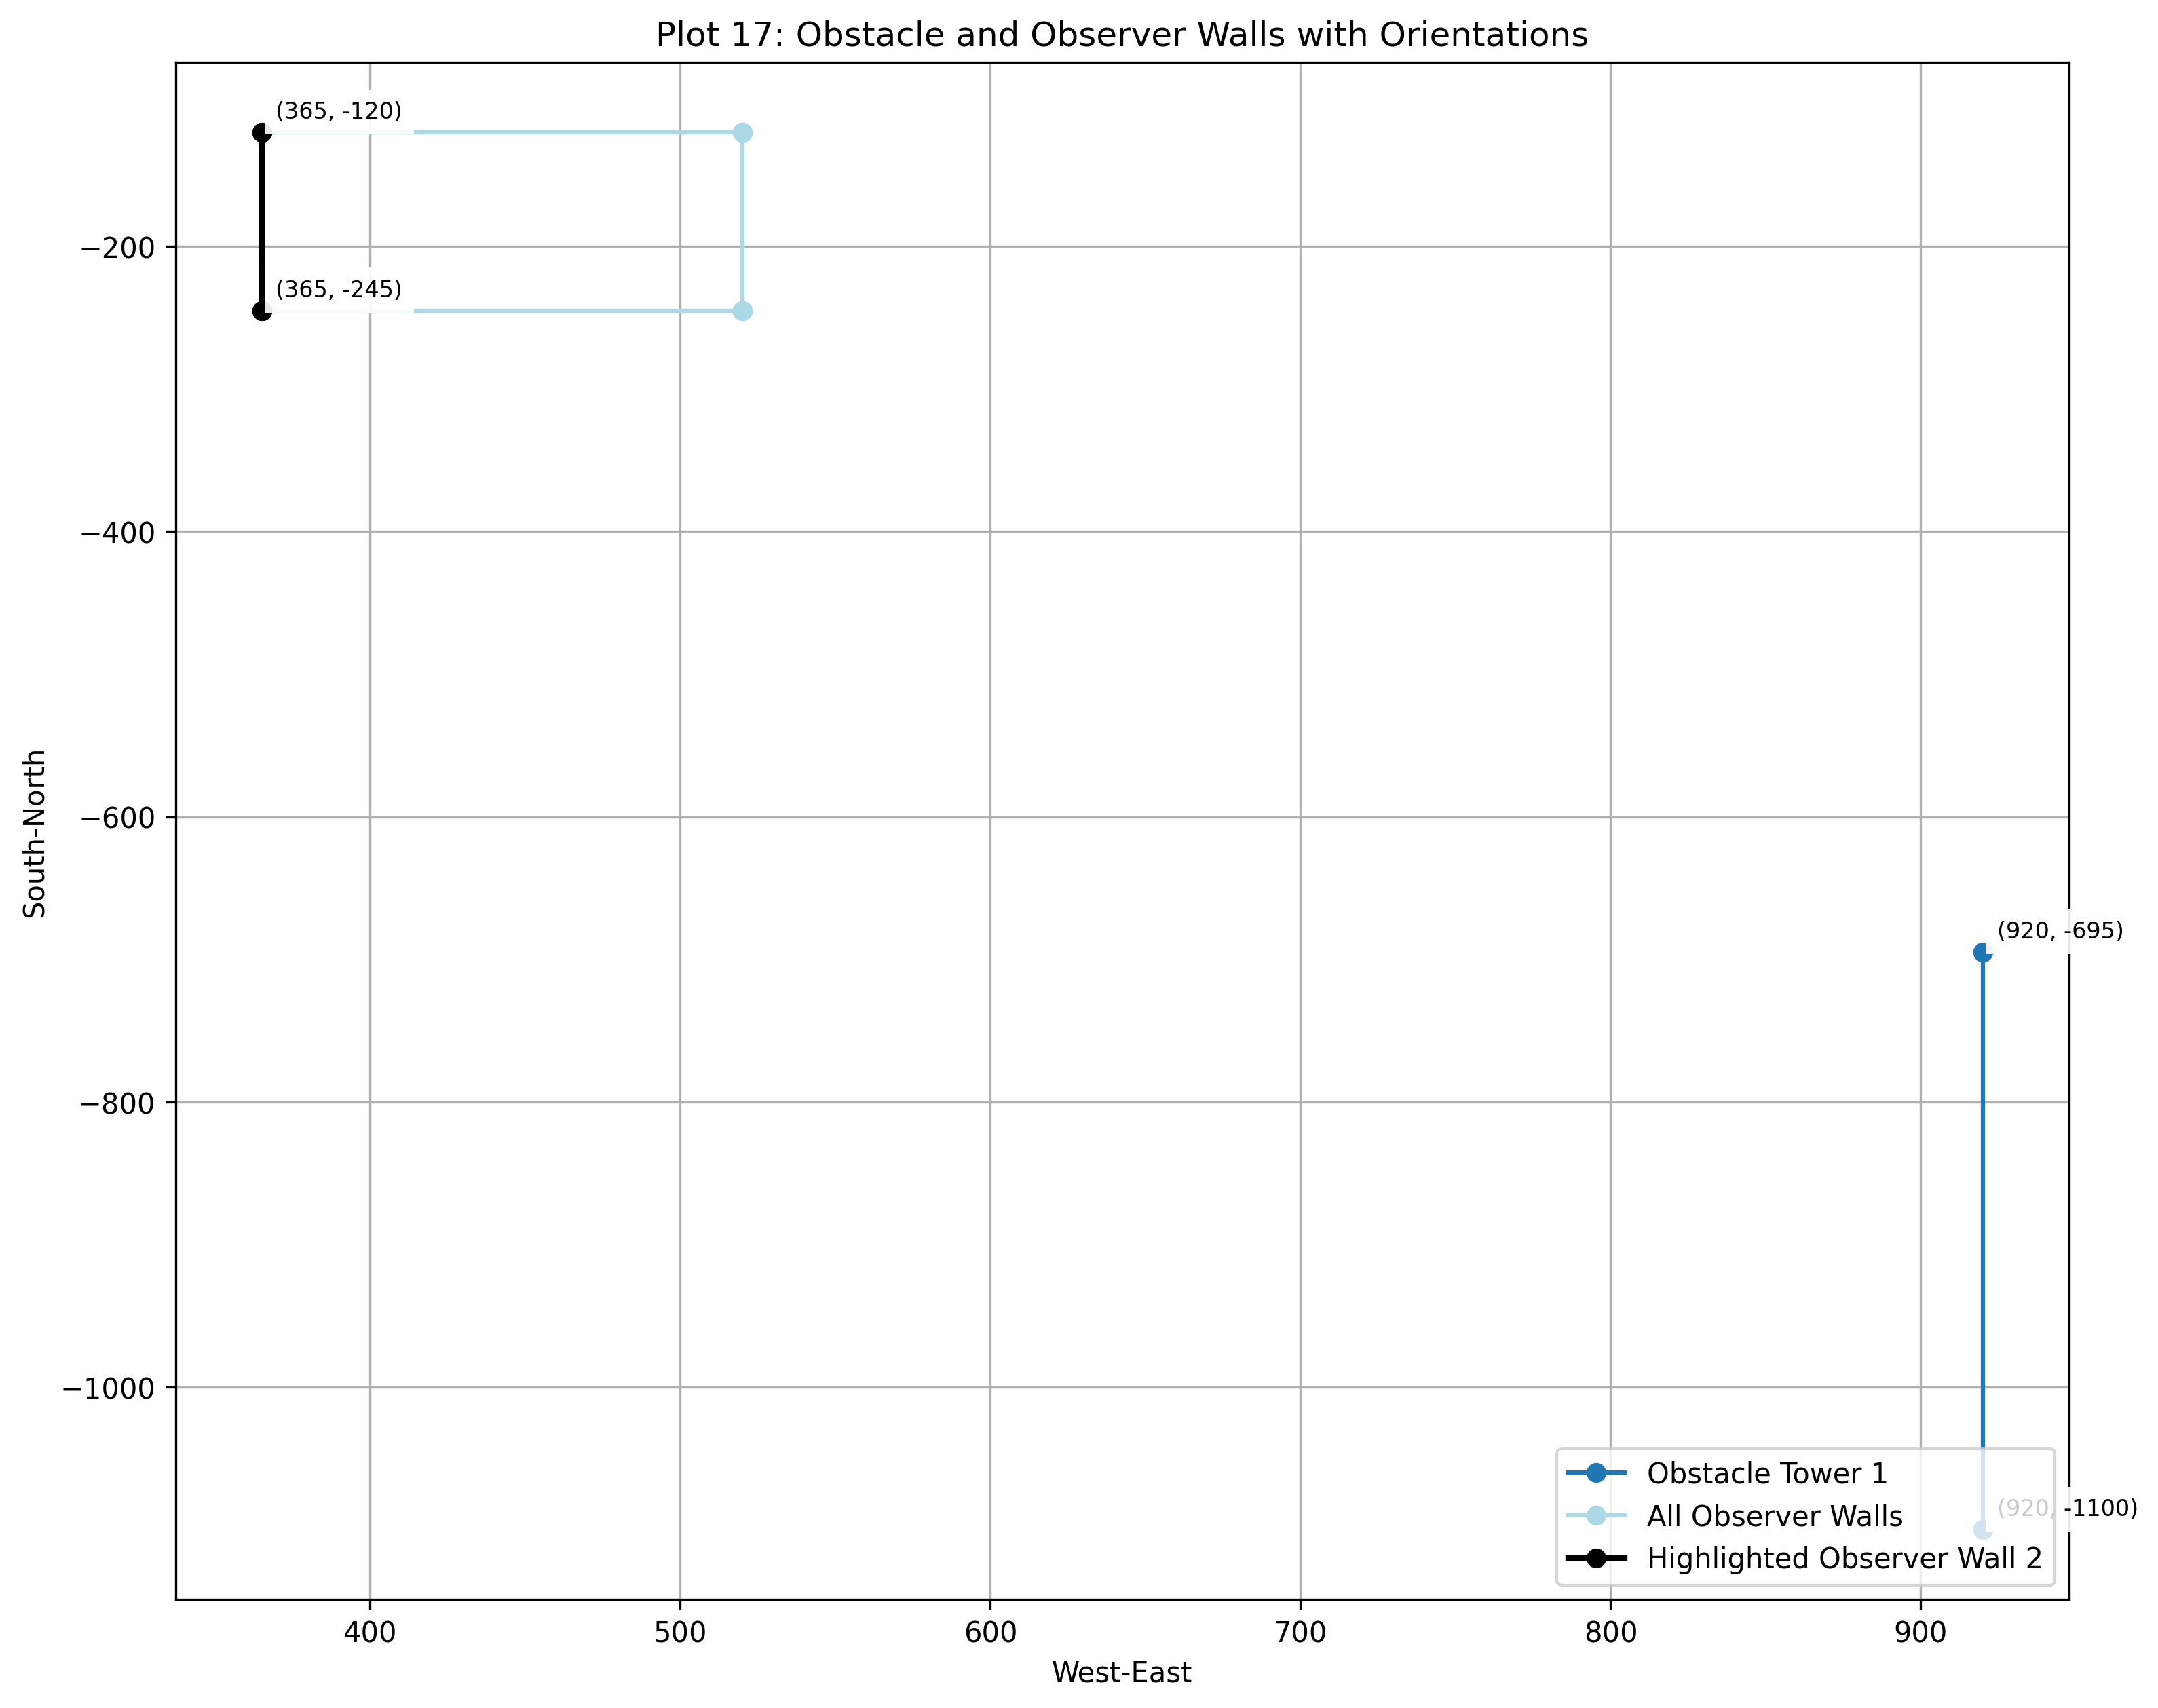 Plot 17: Obstacle and Observer Walls with Orientations
(365, -120)
−200
(365, -245)
−400
South-North
−600
(920, -695)
−800
−1000
Obstacle Tower 1
(920, -1100)
All Observer Walls
Highlighted Observer Wall 2
400
500
600
700
800
900
West-East